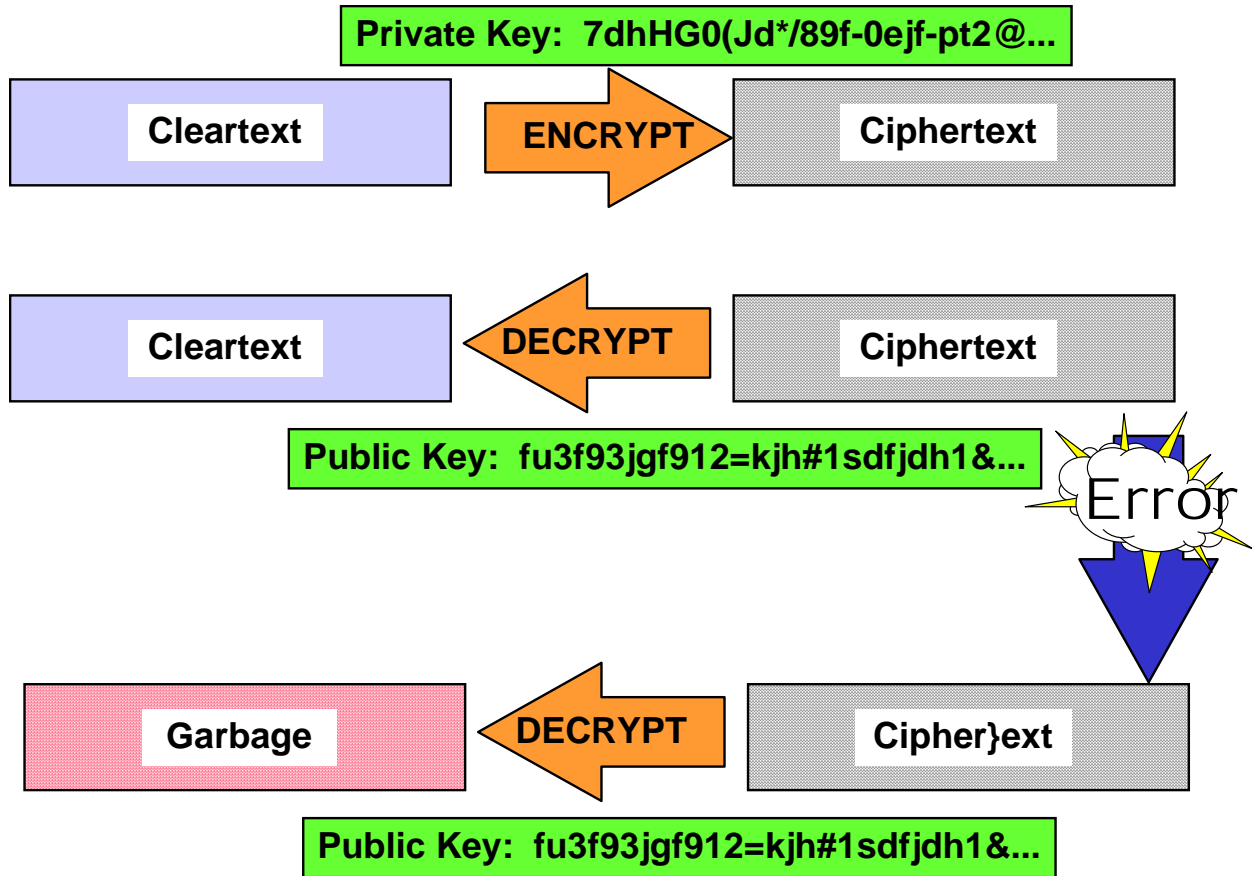 Private Key:  7dhHG0(Jd*/89f-0ejf-pt2@...
Cleartext
ENCRYPT
Ciphertext
Cleartext
DECRYPT
Ciphertext
Public Key:  fu3f93jgf912=kjh#1sdfjdh1&...
Error
Garbage
DECRYPT
Cipher}ext
Public Key:  fu3f93jgf912=kjh#1sdfjdh1&...